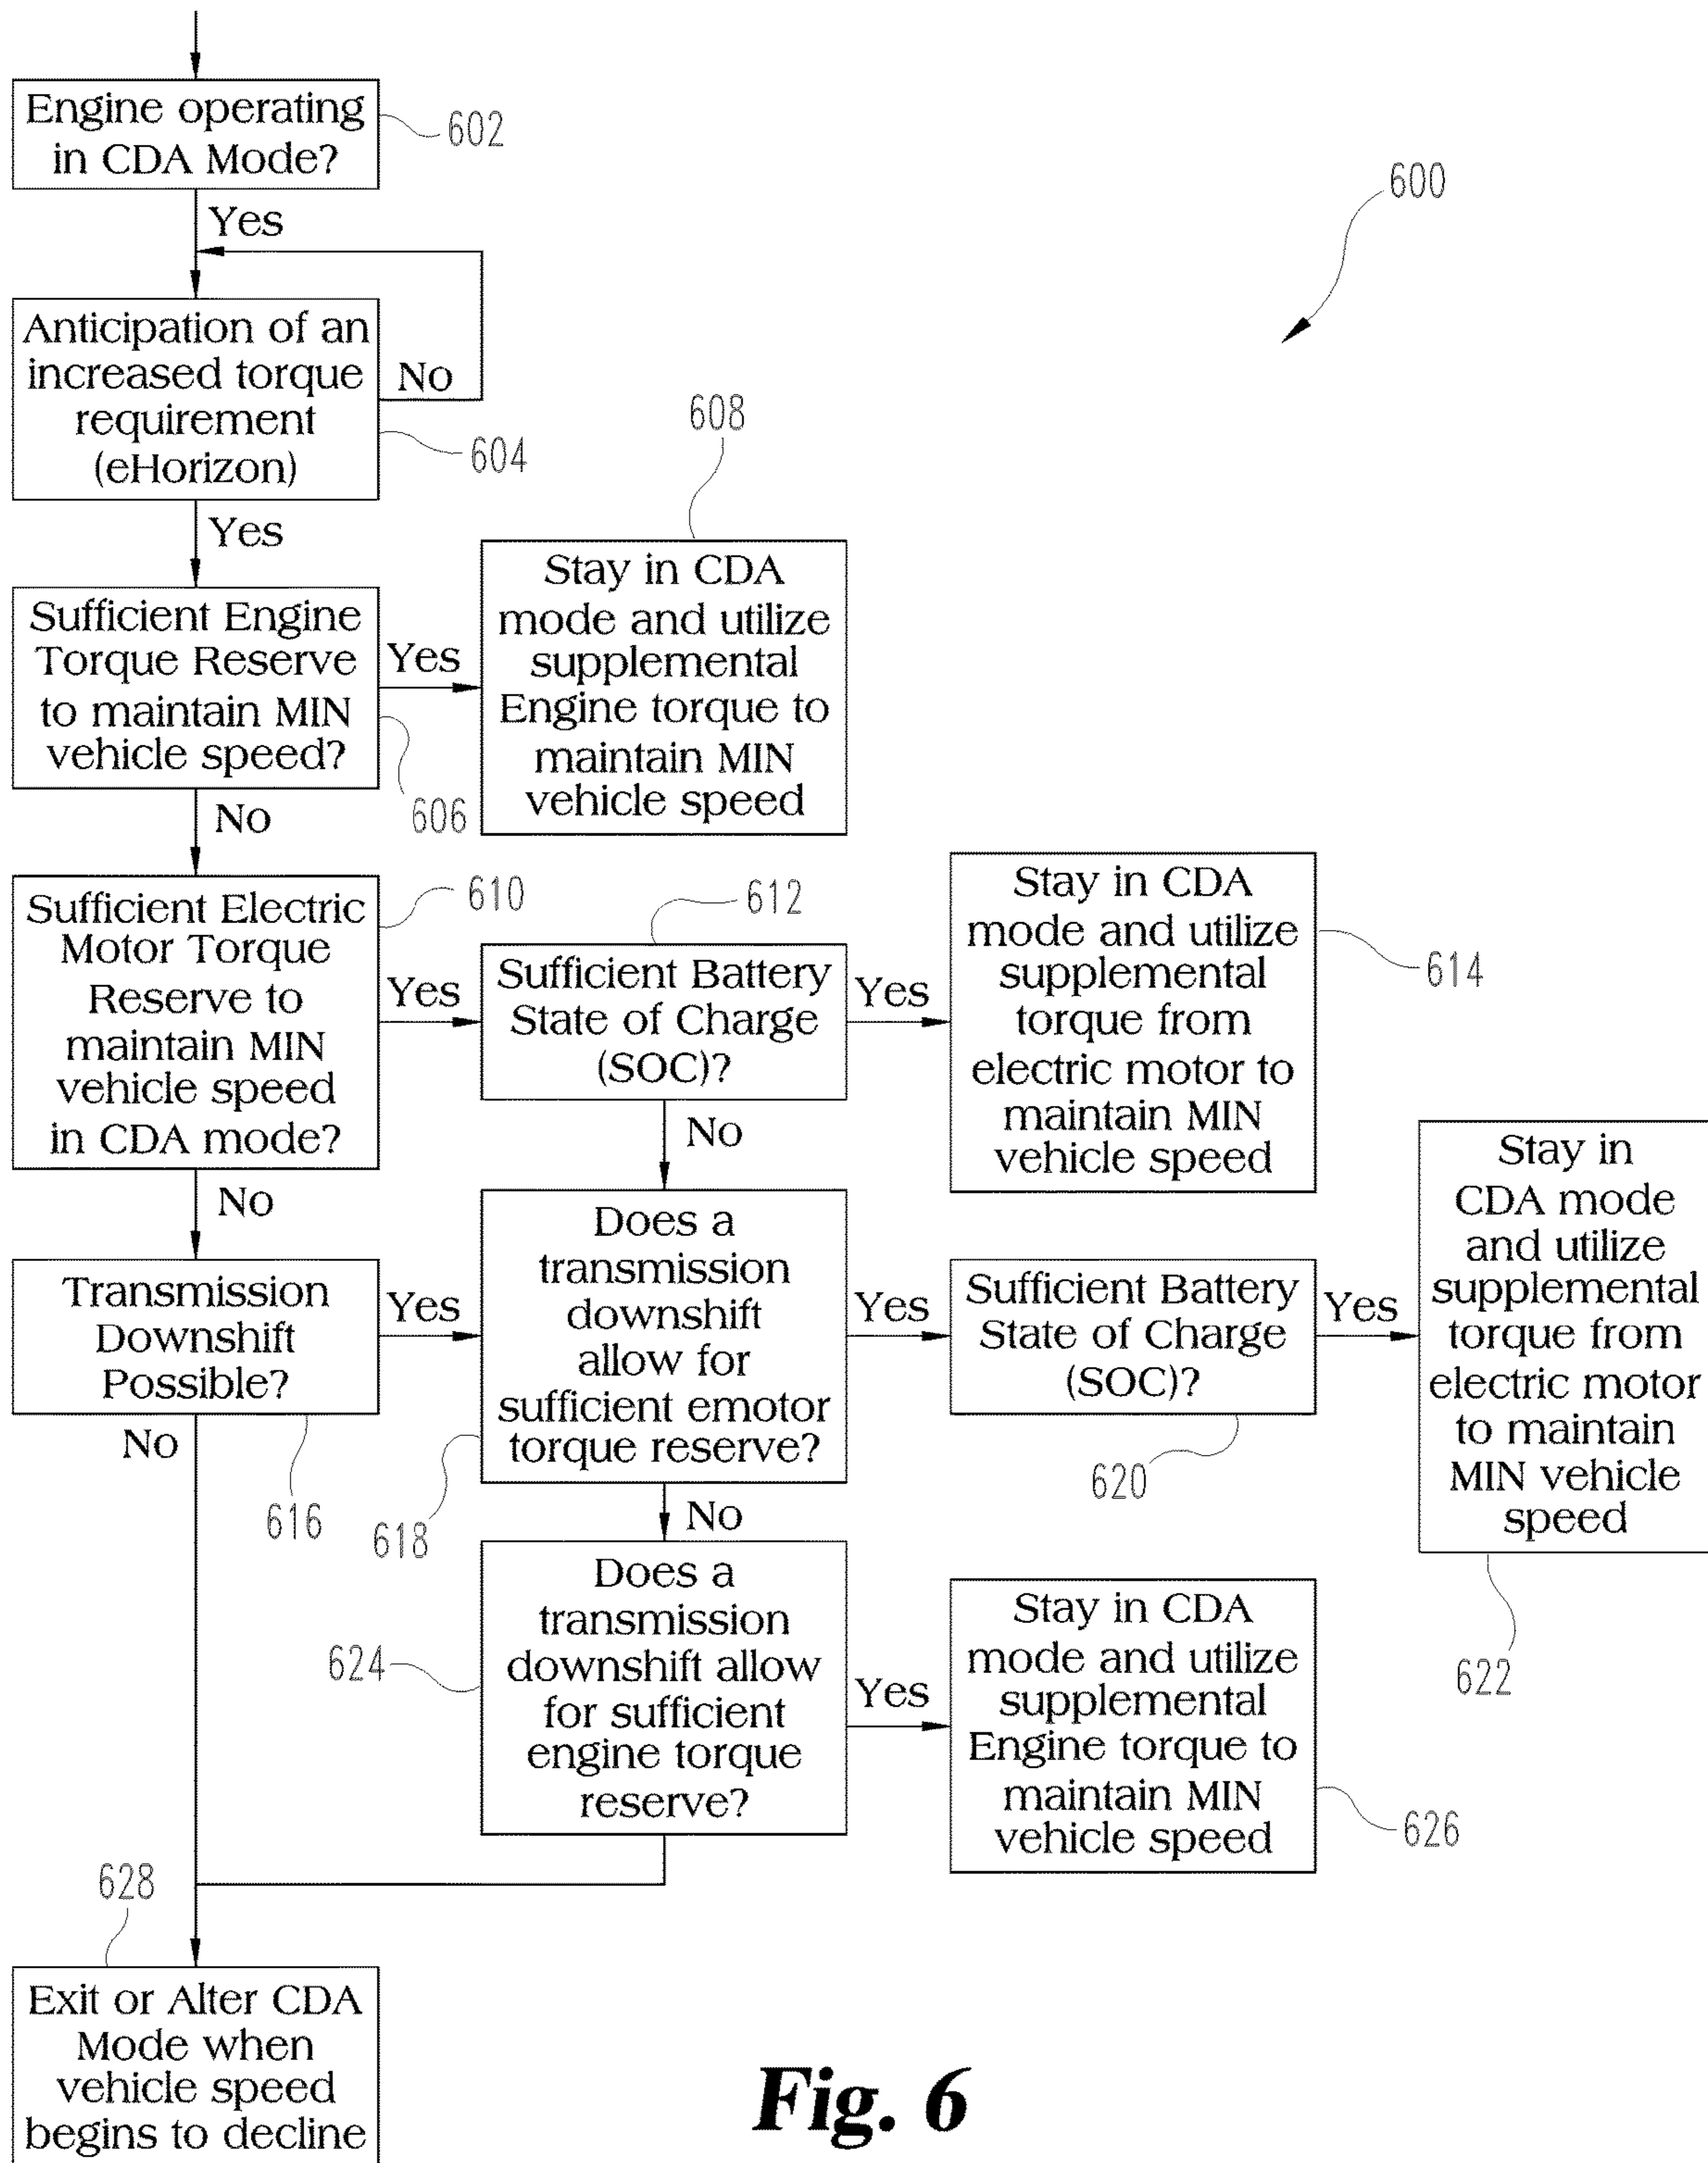 Engine operating
in CDA Mode?
602
600
Yes
Anticipation of an
increased torque
requirement
(eHorizon)
No
604
Yes
608
Sufficient Engine
Torque Reserve
to maintain MIN
vehicle speed?
606
Yes
Stay in CDA
mode and utilize
supplemental
Engine torque to
maintain MIN
vehicle speed
No
Sufficient Electric
Motor Torque
Reserve to
maintain MIN
vehicle speed
in CDA mode?
610
Yes
612
Sufficient Battery
State of Charge
(SOC)?
Yes
Stay in CDA
mode and utilize
supplemental
torque from
electric motor to
maintain MIN
vehicle speed
614
No
No
Transmission
Downshift
Possible?
616
Yes
Does a
transmission
downshift
allow for
sufficient emotor
torque reserve?
618
Yes
Sufficient Battery
State of Charge
(SOC)?
620
Yes
Stay in
CDA mode
and utilize
supplemental
torque from
electric motor
to maintain
MIN vehicle
speed
622
No
No
Does a
transmission
downshift allow
for sufficient
engine torque
reserve?
624
Yes
Stay in CDA
mode and utilize
supplemental
Engine torque to
maintain MIN
vehicle speed
626
628
Exit or Alter CDA
Mode when
vehicle speed
begins to decline
Fig. 6